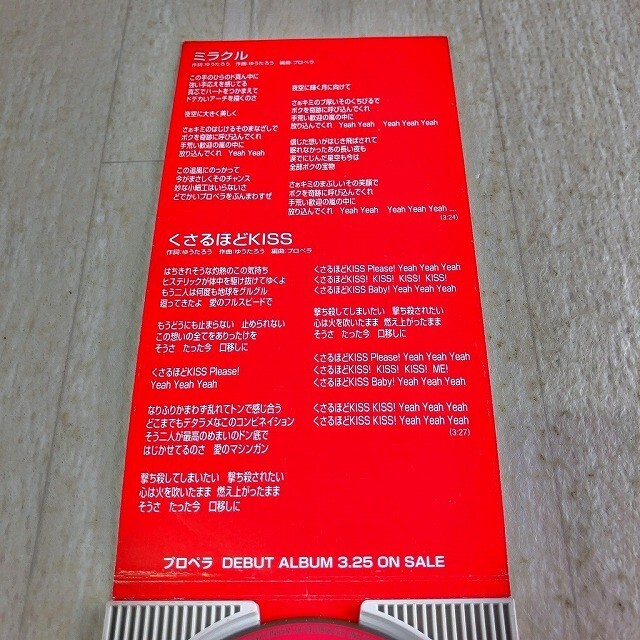 ミラクル
作詞:ゆうたろう 作曲:ゆうたろう 編曲:プロペラ
この手のひらのド真ん中に
強い手応えを感じてる
真芯でハートをつかまえて
ドデカいアーチを描くのさ
夜空に大きく美しく
さぁキミのはじけるそのまなざしで
ボクを奇跡に呼び込んでくれ
手荒い歓迎の嵐の中に
放り込んでくれ Yeah Yeah
この追風にのっかって
今がまさしくそのチャンス
妙な小細工はいらないさ
どでかいプロペラをぶんまわすぜ
夜空に輝く月に向けて
さぁキミのブ厚いそのくちびるで
ボクを奇跡に呼び込んでくれ
手荒い歓迎の嵐の中に
放り込んでくれ Yeah Yeah Yeah Yeah Yeah
信じた想いがはじき飛ばされて
眠れなかったあの長い夜も
涙でにじんだ星空も今は
全部ボクの宝物
さぁキミのまぶしいその笑顔で
ボクを奇跡に呼び込んでくれ
手荒い歓迎の嵐の中に
放り込んでくれ Yeah Yeah Yeah Yeah Yeah ...
(3:24)
くさるほどKISS
作詞:ゆうたろう 作曲:ゆうたろう 編曲:プロペラ
はちきれそうな灼熱のこの気持ち
ヒステリックが体中を駆け抜けてゆくよ
もう二人は何度も地球をグルグル
廻ってきたよ 愛のフルスピードで
もうどうにも止まらない 止められない
この想いの全てをありったけを
そうさ たった今 口移しに
くさるほどKISS Please!
Yeah Yeah Yeah
なりふりかまわず乱れてトンで感じ合う
どこまでもデタラメなこのコンビネイション
そう二人が最高のめまいのドン底で
はじかせてるのさ 愛のマシンガン
撃ち殺してしまいたい 撃ち殺されたい
心は火を吹いたまま 燃え上がったまま
そうさ たった今 口移しに
くさるほどKISS Please! Yeah Yeah Yeah
くさるほどKISS! KISS! KISS! KISS!
くさるほどKISS Baby! Yeah Yeah Yeah
撃ち殺してしまいたい 撃ち殺されたい
心は火を吹いたまま 燃え上がったまま
そうさ たった今 口移しに
くさるほどKISS Please! Yeah Yeah Yeah
くさるほどKISS! KISS! KISS! ME!
くさるほどKISS Baby! Yeah Yeah Yeah
くさるほどKISS KISS! Yeah Yeah Yeah
くさるほどKISS KISS! Yeah Yeah Yeah
(3:27)
プロペラ DEBUT ALBUM 3.25 ON SALE